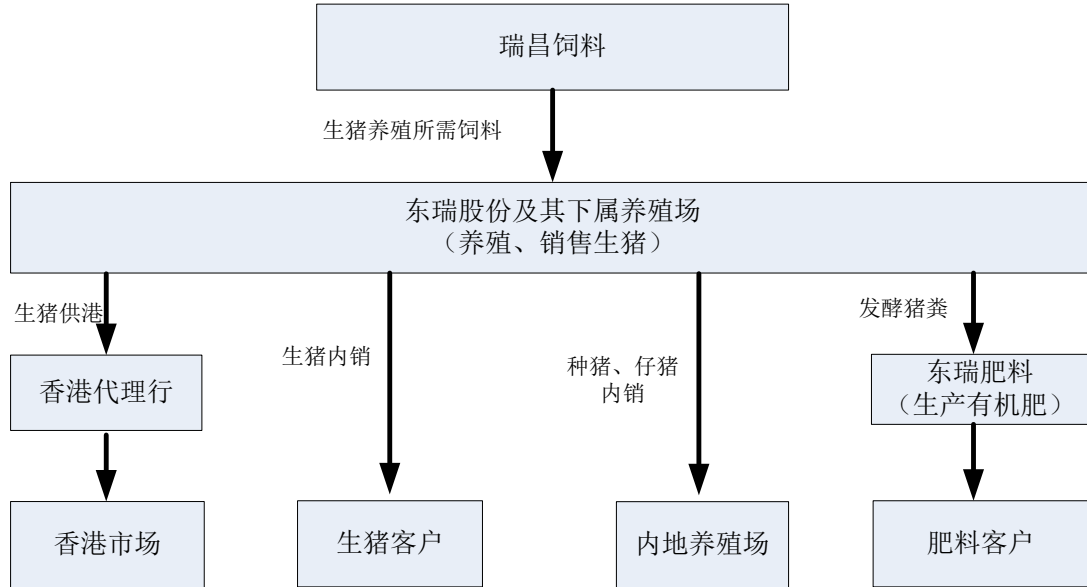 瑞昌饲料
生猪养殖所需饲料
东瑞股份及其下属养殖场
（养殖、销售生猪）
生猪供港
生猪内销
种猪、仔猪
内销
发酵猪粪
香港代理行
东瑞肥料
（生产有机肥）
香港市场
生猪客户
内地养殖场
肥料客户